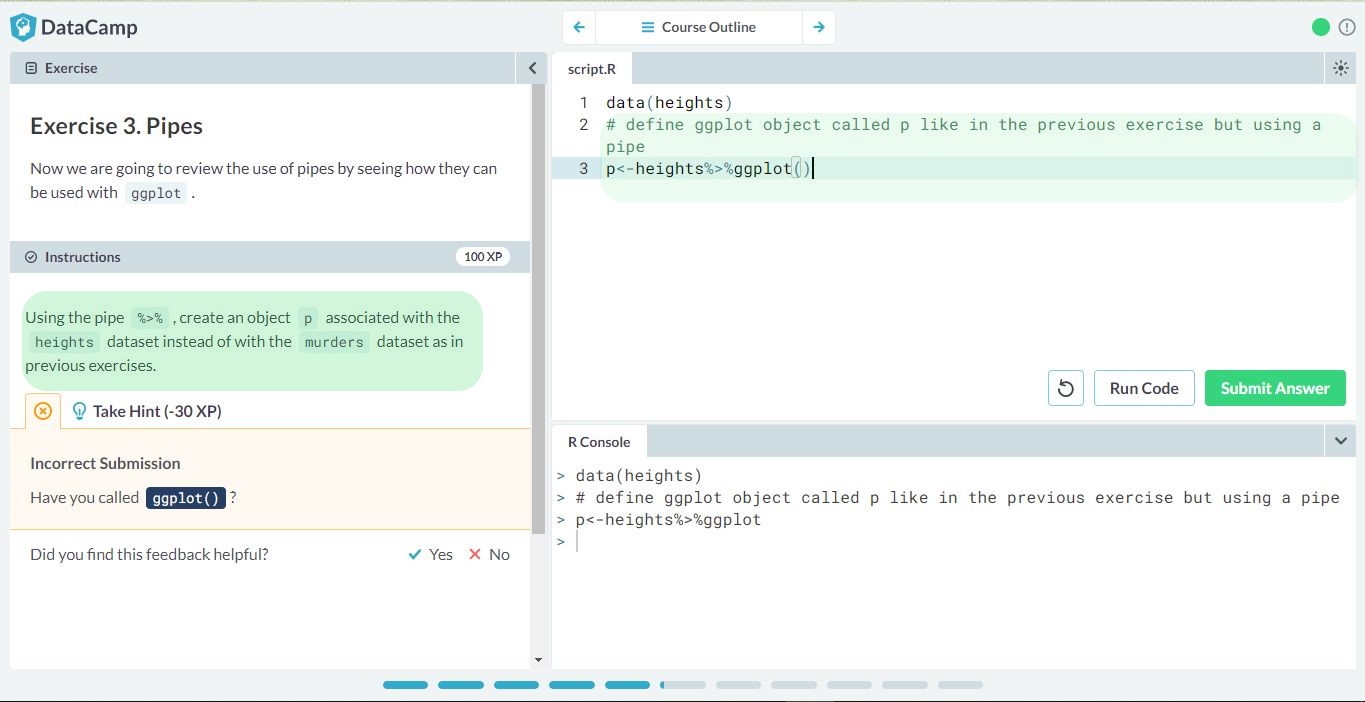 DataCamp
Course Outline
Exercise
Exercise 3. Pipes
Now we are going to review the use of pipes by seeing how they can
be used with ggplot .
Instructions
100 XP
Using the pipe %>% , create an object p associated with the
heights dataset instead of with the murders dataset as in
previous exercises.
Take Hint (-30 XP)
Incorrect Submission
Have you called ggplot() ?
Did you find this feedback helpful?
Yes
No
script.R
1 data(heights)
2 # define ggplot object called p like in the previous exercise but using a
pipe
3 p<-heights%>%ggplot()
Run Code
Submit Answer
R Console
> data(heights)
> # define ggplot object called p like in the previous exercise but using a pipe
> p<-heights%>%ggplot
>